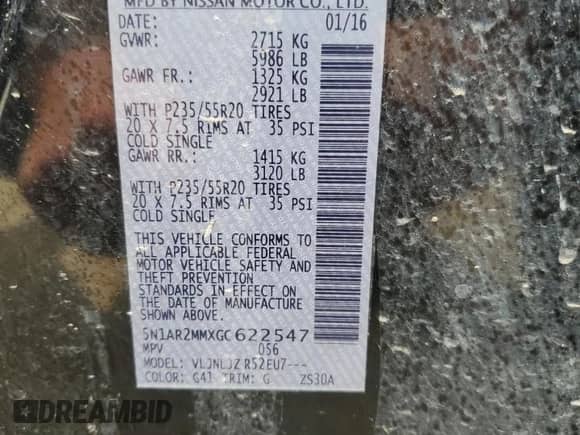 MFD BY NISSAN MOTOR CO., LTD.
DATE: 01/16
GVWR: 2715 KG
5986 LB
GAWR FR.: 1325 KG
2921 LB
WITH P235/55R20 TIRES
20 X 7.5 RIMS AT 35 PSI
COLD SINGLE
GAWR RR.: 1415 KG
3120 LB
WITH P235/55R20 TIRES
20 X 7.5 RIMS AT 35 PSI
COLD SINGLE
THIS VEHICLE CONFORMS TO
ALL APPLICABLE FEDERAL
MOTOR VEHICLE SAFETY AND
THEFT PREVENTION
STANDARDS IN EFFECT ON
THE DATE OF MANUFACTURE
SHOWN ABOVE.
5N1AR2MMXGC622547
MPV 056
MODEL: VLJNLJZ R52EU7---
COLOR: G41 TRIM: G ZS30A
DREAMBID